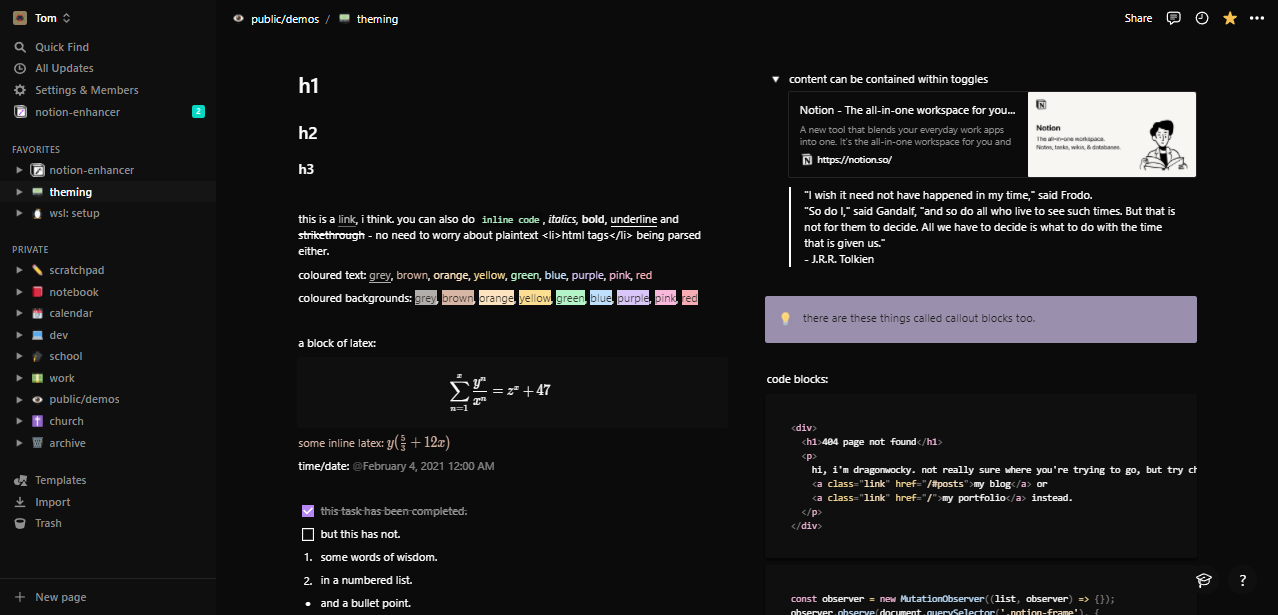 Tom
Quick Find
All Updates
Settings & Members
notion-enhancer 2
FAVORITES
notion-enhancer
theming
wsl: setup
PRIVATE
scratchpad
notebook
calendar
dev
school
work
public/demos
church
archive
Templates
Import
Trash
New page
public/demos / theming
Share
h1
h2
h3
this is a link, i think. you can also do inline code, italics, bold, underline and
strikethrough - no need to worry about plaintext <li>html tags</li> being parsed
either.
coloured text: grey, brown, orange, yellow, green, blue, purple, pink, red
coloured backgrounds: grey, brown, orange, yellow, green, blue, purple, pink, red
a block of latex:
∑ n=1 x y^n/x^n = z^x + 47
some inline latex: y(5/3 + 12x)
time/date: @February 4, 2021 12:00 AM
this task has been completed.
but this has not.
1. some words of wisdom.
2. in a numbered list.
• and a bullet point.
content can be contained within toggles
Notion - The all-in-one workspace for you...
A new tool that blends your everyday work apps
into one. It's the all-in-one workspace for you and
https://notion.so/
Notion
The all-in-one workspace.
Notes, tasks, wikis, & databases.
"I wish it need not have happened in my time," said Frodo.
"So do I," said Gandalf, "and so do all who live to see such times. But that is
not for them to decide. All we have to decide is what to do with the time
that is given us."
- J.R.R. Tolkien
there are these things called callout blocks too.
code blocks:
<div>
<h1>404 page not found</h1>
<p>
hi, i'm dragonwocky. not really sure where you're trying to go, but try ch
<a class="link" href="/#posts">my blog</a> or
<a class="link" href="/">my portfolio</a> instead.
</p>
</div>
const observer = new MutationObserver((list, observer) => {});
observer.observe(document.querySelector('.notion-frame'), {
?